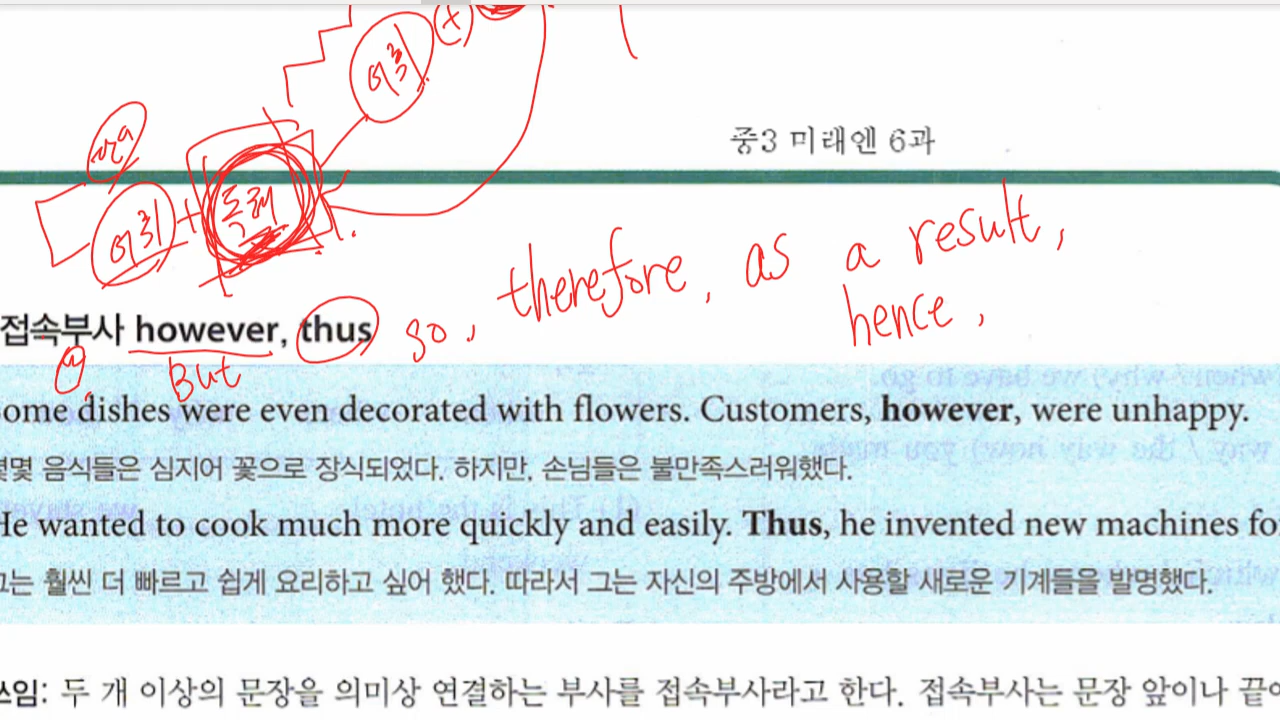 어휘 +
중3 미래엔 6과
어휘 + 독해
so, therefore, as a result,
hence,
접속부사 however, thus
But
ome dishes were even decorated with flowers. Customers, however, were unhappy.
몇 음식들은 심지어 꽃으로 장식되었다. 하지만, 손님들은 불만족스러워했다.
He wanted to cook much more quickly and easily. Thus, he invented new machines fo
그는 훨씬 더 빠르고 쉽게 요리하고 싶어 했다. 따라서 그는 자신의 주방에서 사용할 새로운 기계들을 발명했다.
쓰임: 두 개 이상의 문장을 의미상 연결하는 부사를 접속부사라고 한다. 접속부사는 문장 앞이나 끝에